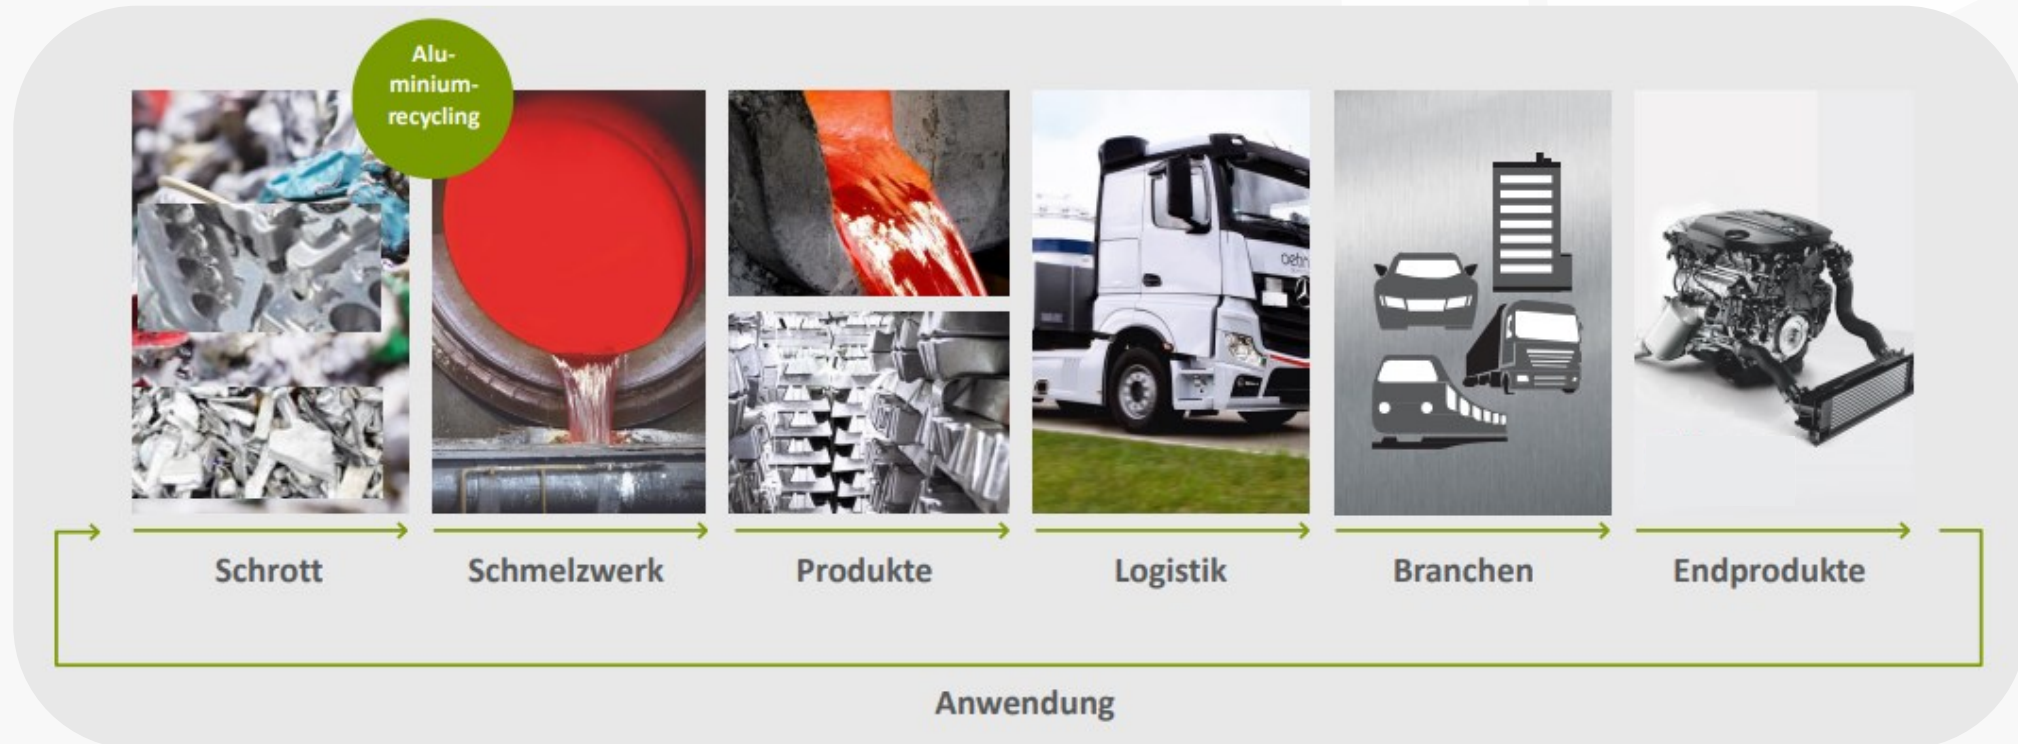 Alu-
minium-
recycling
Schrott
Schmelzwerk
Produkte
Logistik
Branchen
Endprodukte
Anwendung